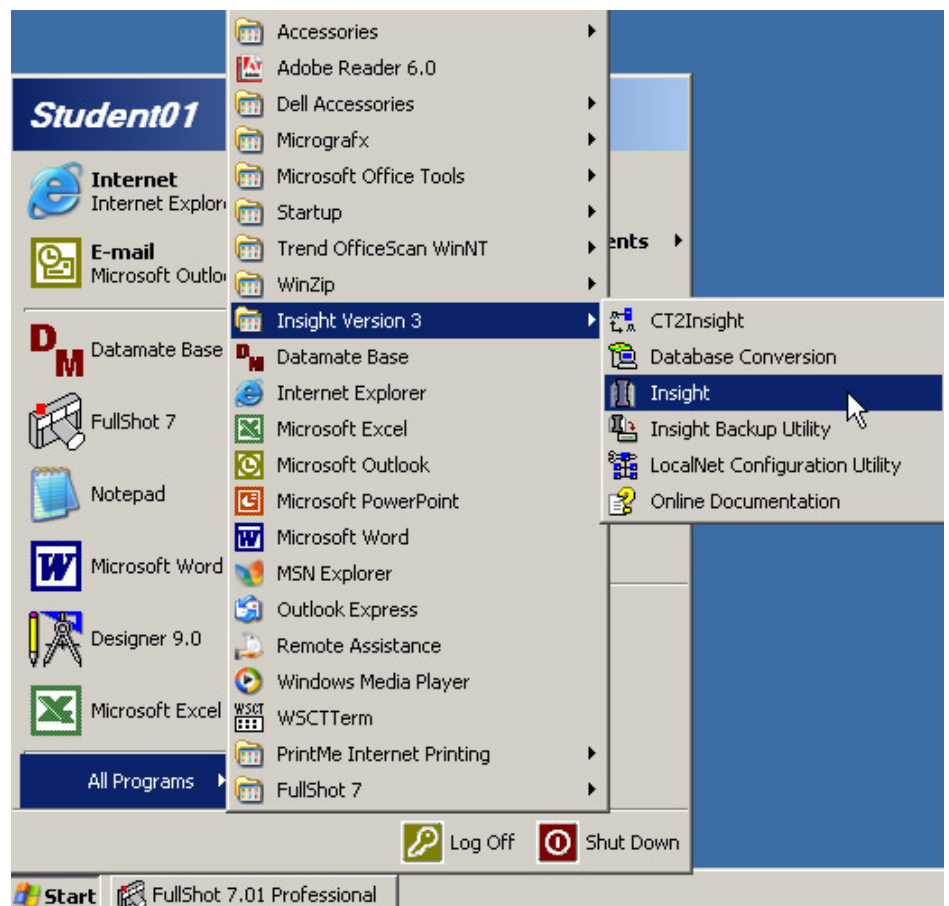 Student01
Internet
Internet Explor
E-mail
Microsoft Outlo
Datamate Base
FullShot 7
Notepad
Microsoft Word
Designer 9.0
Microsoft Excel
All Programs
Accessories
Adobe Reader 6.0
Dell Accessories
Micrografx
Microsoft Office Tools
Startup
Trend OfficeScan WinNT
WinZip
Insight Version 3
Datamate Base
Internet Explorer
Microsoft Excel
Microsoft Outlook
Microsoft PowerPoint
Microsoft Word
MSN Explorer
Outlook Express
Remote Assistance
Windows Media Player
WSCTTerm
PrintMe Internet Printing
FullShot 7
ents
CT2Insight
Database Conversion
Insight
Insight Backup Utility
LocalNet Configuration Utility
Online Documentation
Log Off
Shut Down
Start
FullShot 7.01 Professional